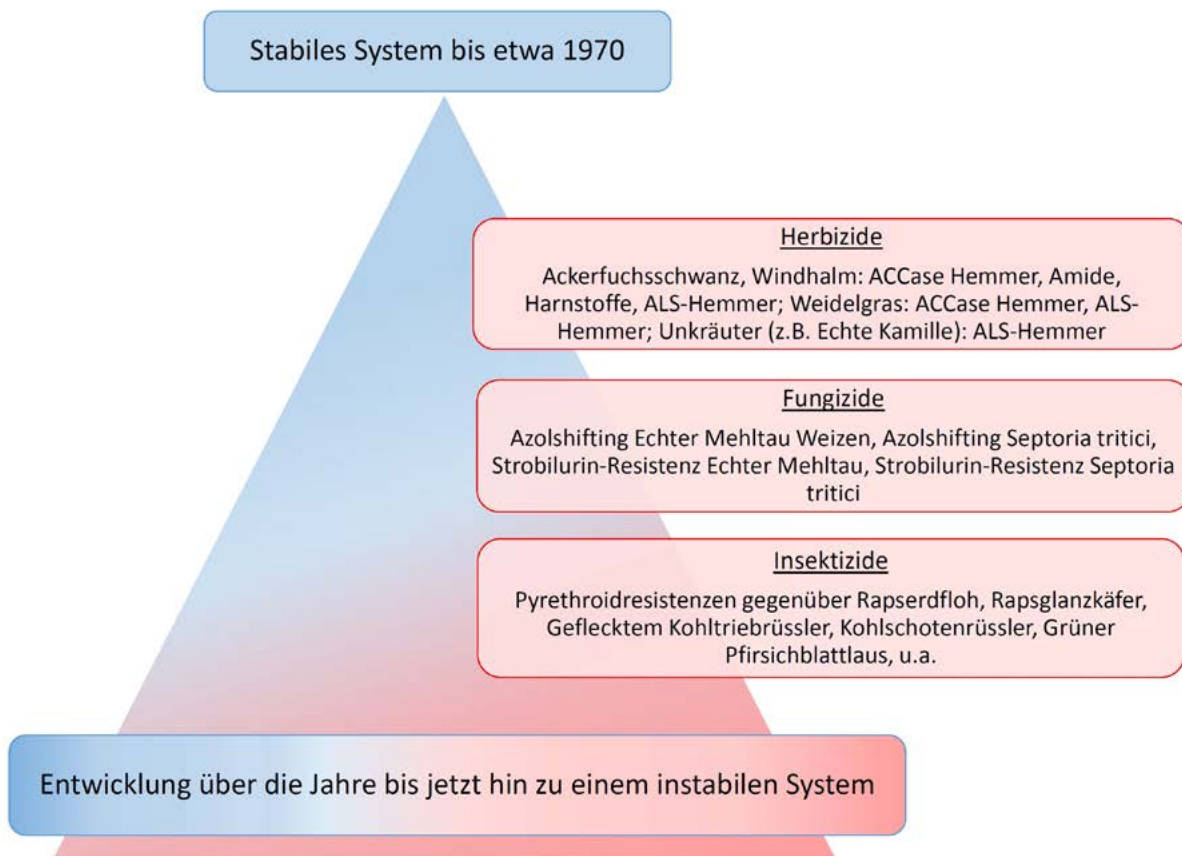 Stabiles System bis etwa 1970
Herbizide
Ackerfuchsschwanz, Windhalm: ACCase Hemmer, Amide,
Harnstoffe, ALS-Hemmer; Weidelgras: ACCase Hemmer, ALS-
Hemmer; Unkräuter (z.B. Echte Kamille): ALS-Hemmer
Fungizide
Azolshifting Echter Mehltau Weizen, Azolshifting Septoria tritici,
Strobilurin-Resistenz Echter Mehltau, Strobilurin-Resistenz Septoria
tritici
Insektizide
Pyrethroidresistenzen gegenüber Rapserdfloh, Rapsglanzkäfer,
Geflecktem Kohltriebrüssler, Kohlschotenrüssler, Grüner
Pfirsichblattlaus, u.a.
Entwicklung über die Jahre bis jetzt hin zu einem instabilen System